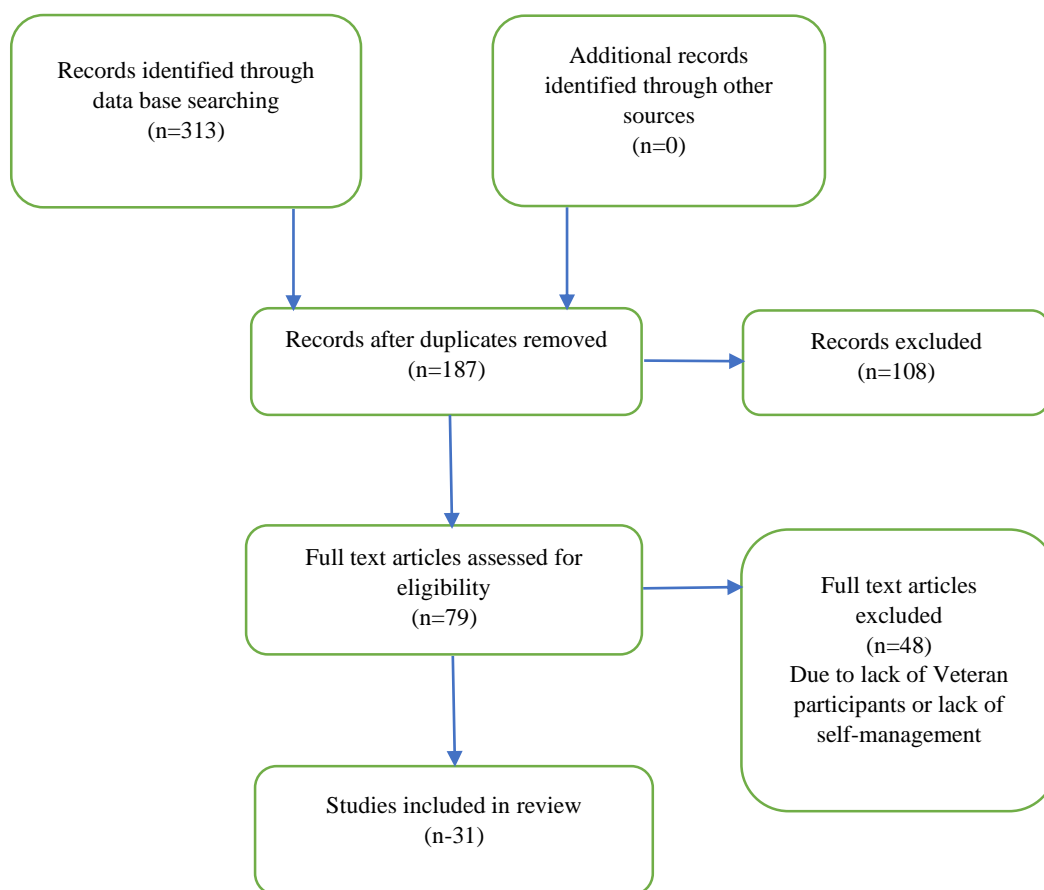 Records identified through
data base searching
(n=313)
Additional records
identified through other
sources
(n=0)
Records after duplicates removed
(n=187)
Records excluded
(n=108)
Full text articles assessed for
eligibility
(n=79)
Full text articles
excluded
(n=48)
Due to lack of Veteran
participants or lack of
self-management
Studies included in review
(n-31)